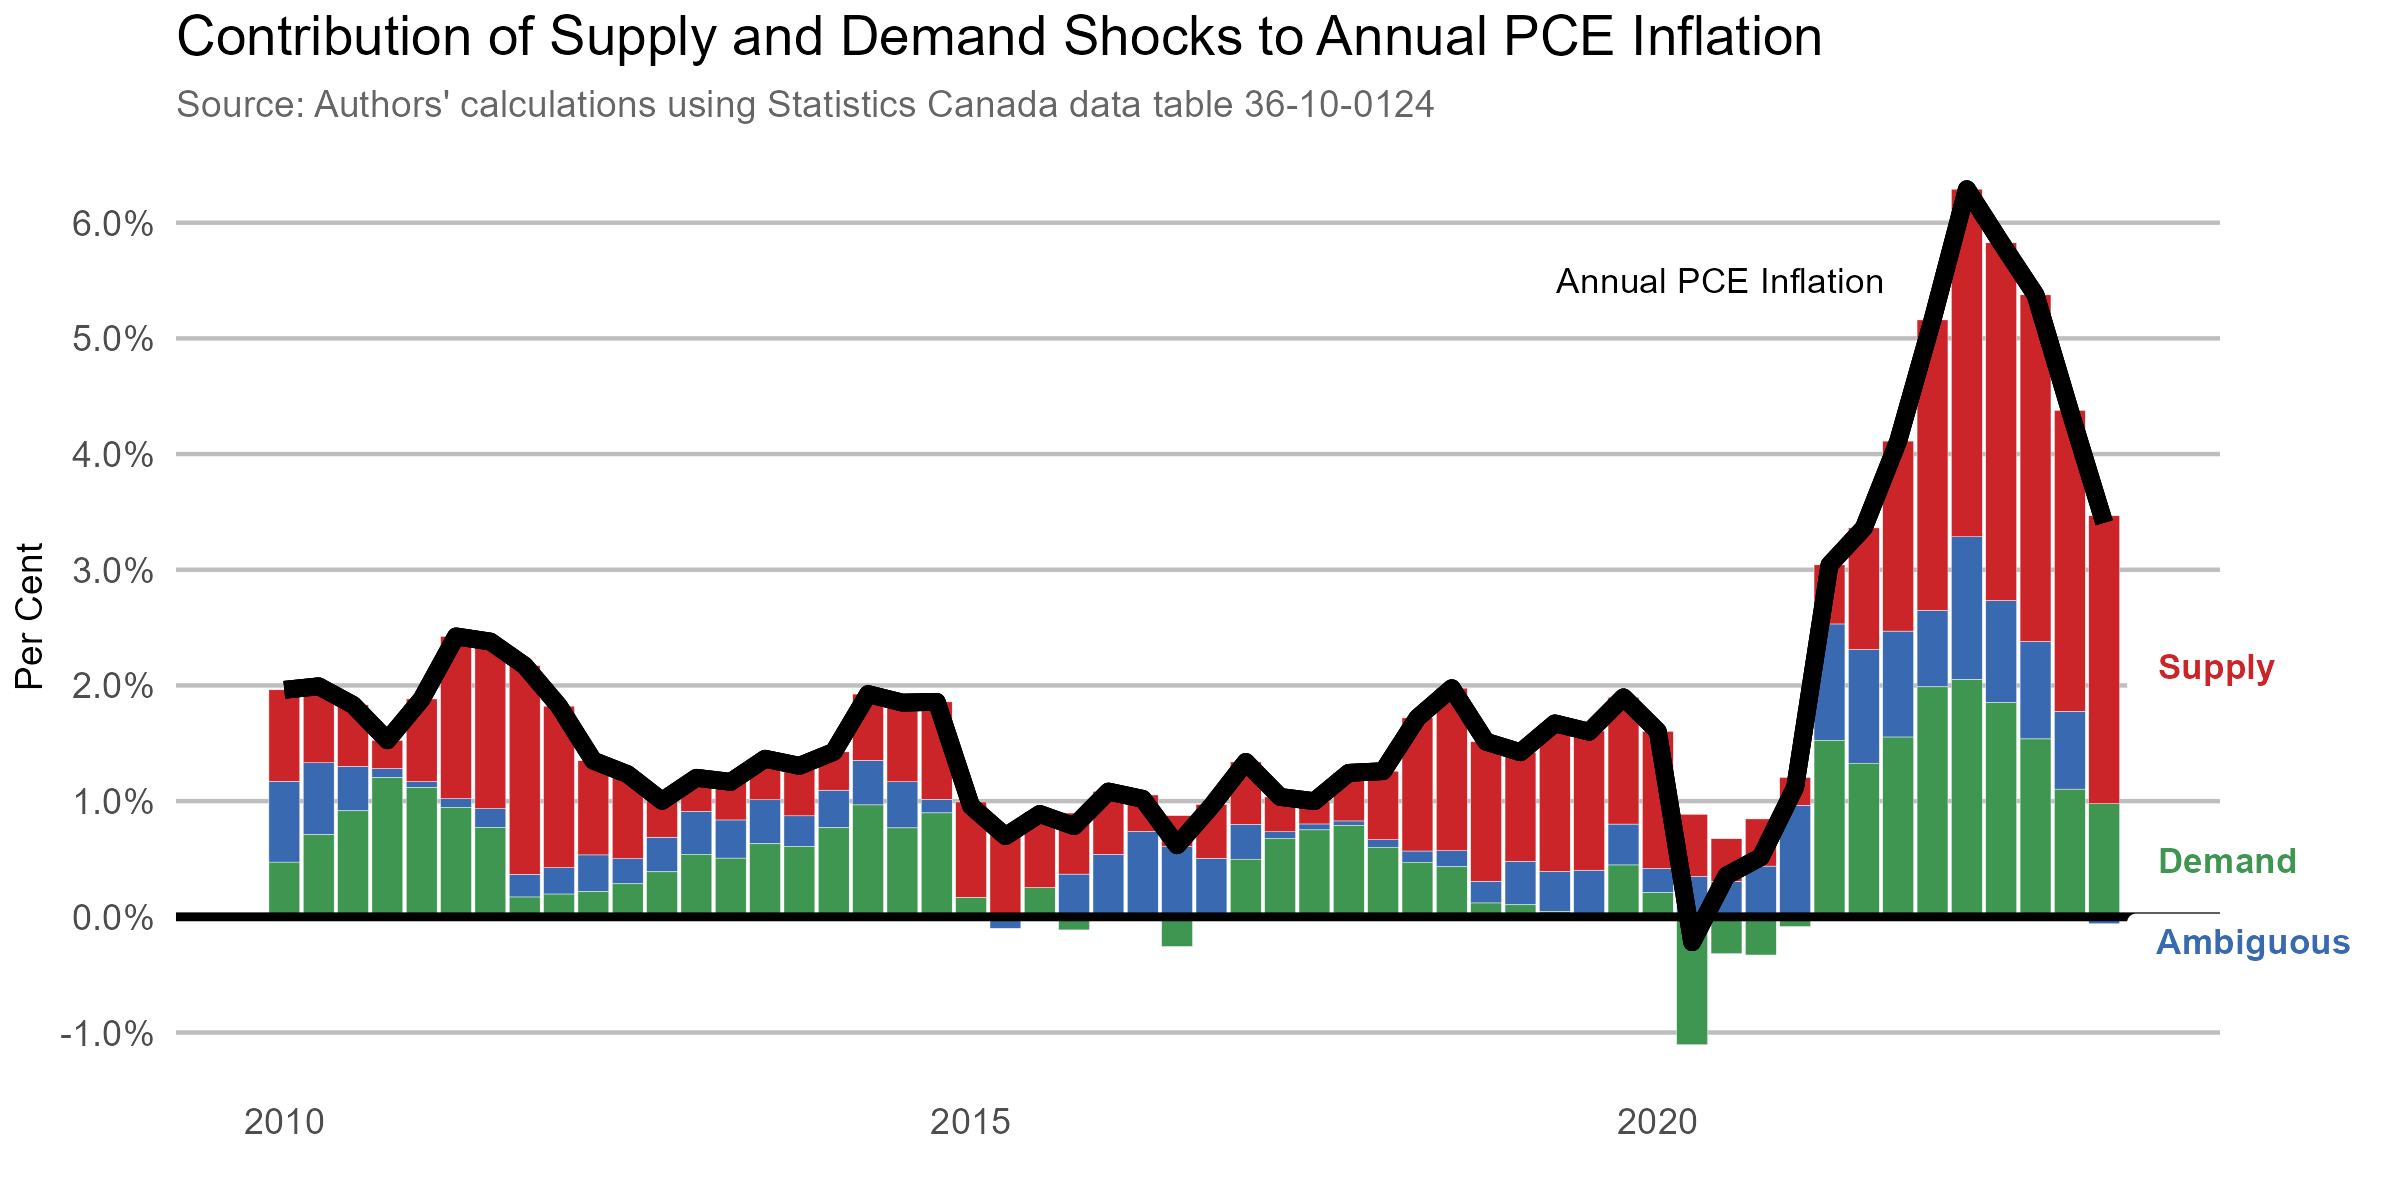 Contribution of Supply and Demand Shocks to Annual PCE Inflation
Source: Authors' calculations using Statistics Canada data table 36-10-0124
Per Cent
6.0%
5.0%
4.0%
3.0%
2.0%
1.0%
0.0%
-1.0%
Annual PCE Inflation
Supply
Demand
Ambiguous
2010
2015
2020